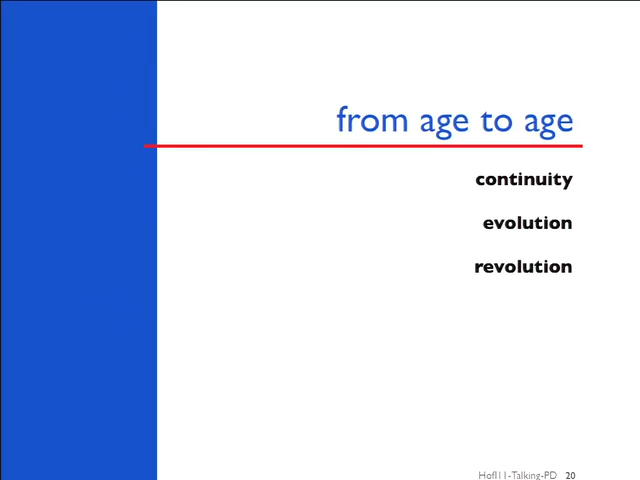 from age to age
continuity
evolution
revolution
Hofl11-Talking-PD 20